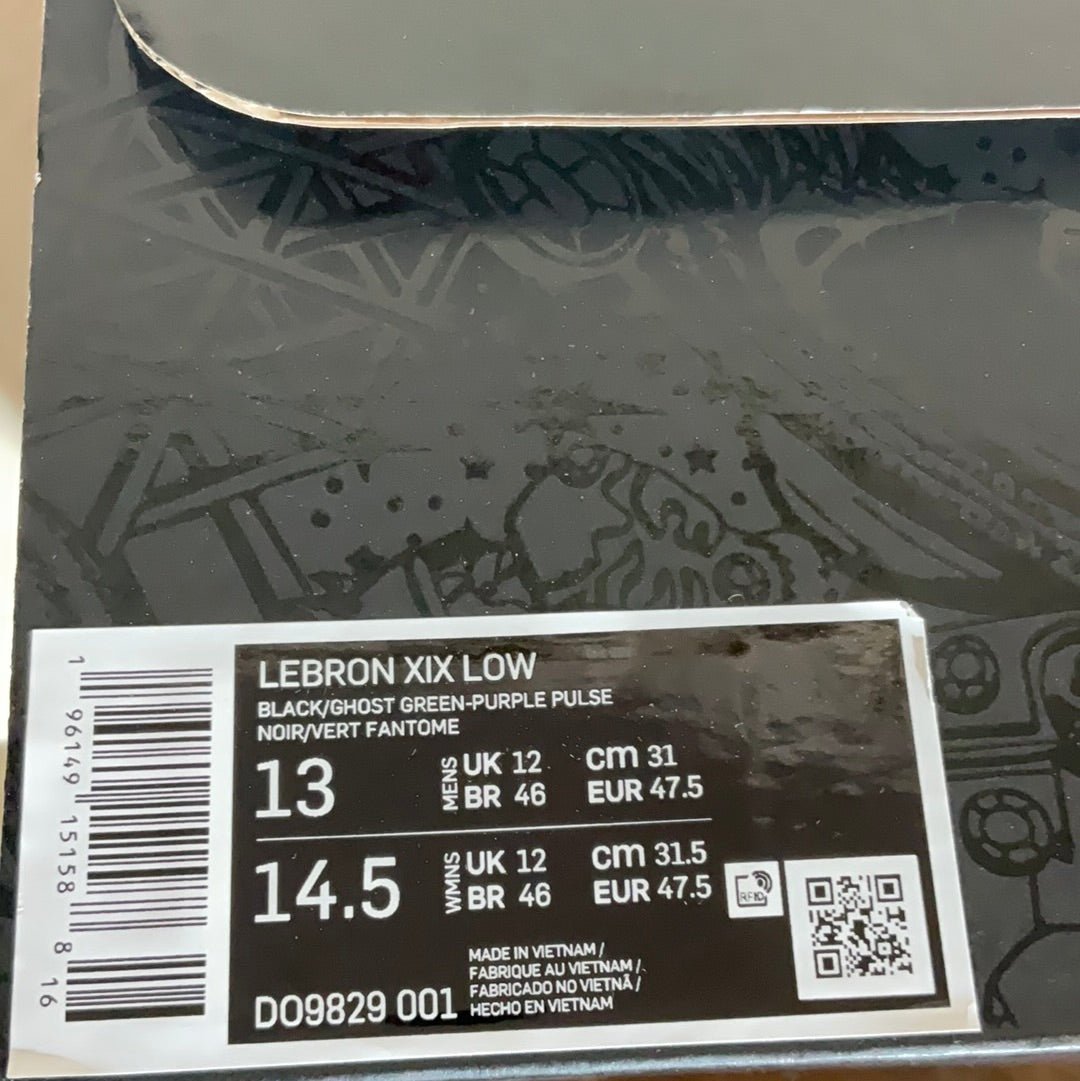 LEBRON XIX LOW
BLACK/GHOST GREEN-PURPLE PULSE
NOIR/VERT FANTOME
13 MENS UK 12 cm 31
BR 46 EUR 47.5
14.5 WMNS UK 12 cm 31.5
BR 46 EUR 47.5
RFID
MADE IN VIETNAM /
FABRIQUE AU VIETNAM /
FABRICADO NO VIETNÃ /
HECHO EN VIETNAM
DO9829 001
1 96149 15158 8 16